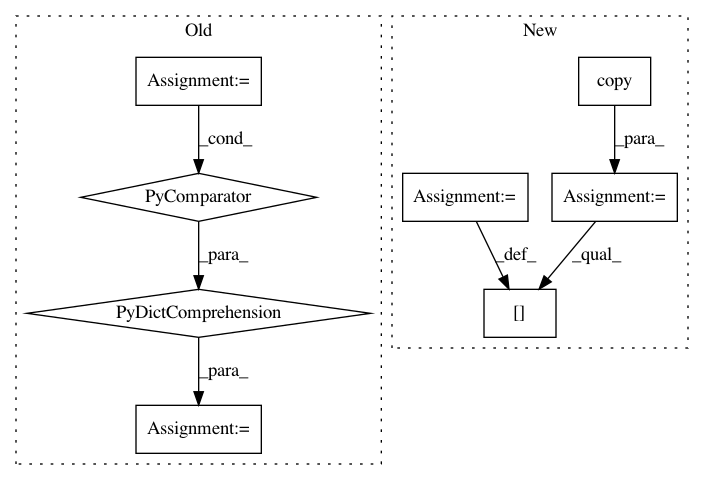 Old
New
Assignment:=
copy
_cond_
_para_
PyComparator
Assignment:=
Assignment:=
_para_
_def_
_qual_
PyDictComprehension
[]
_para_
Assignment:=